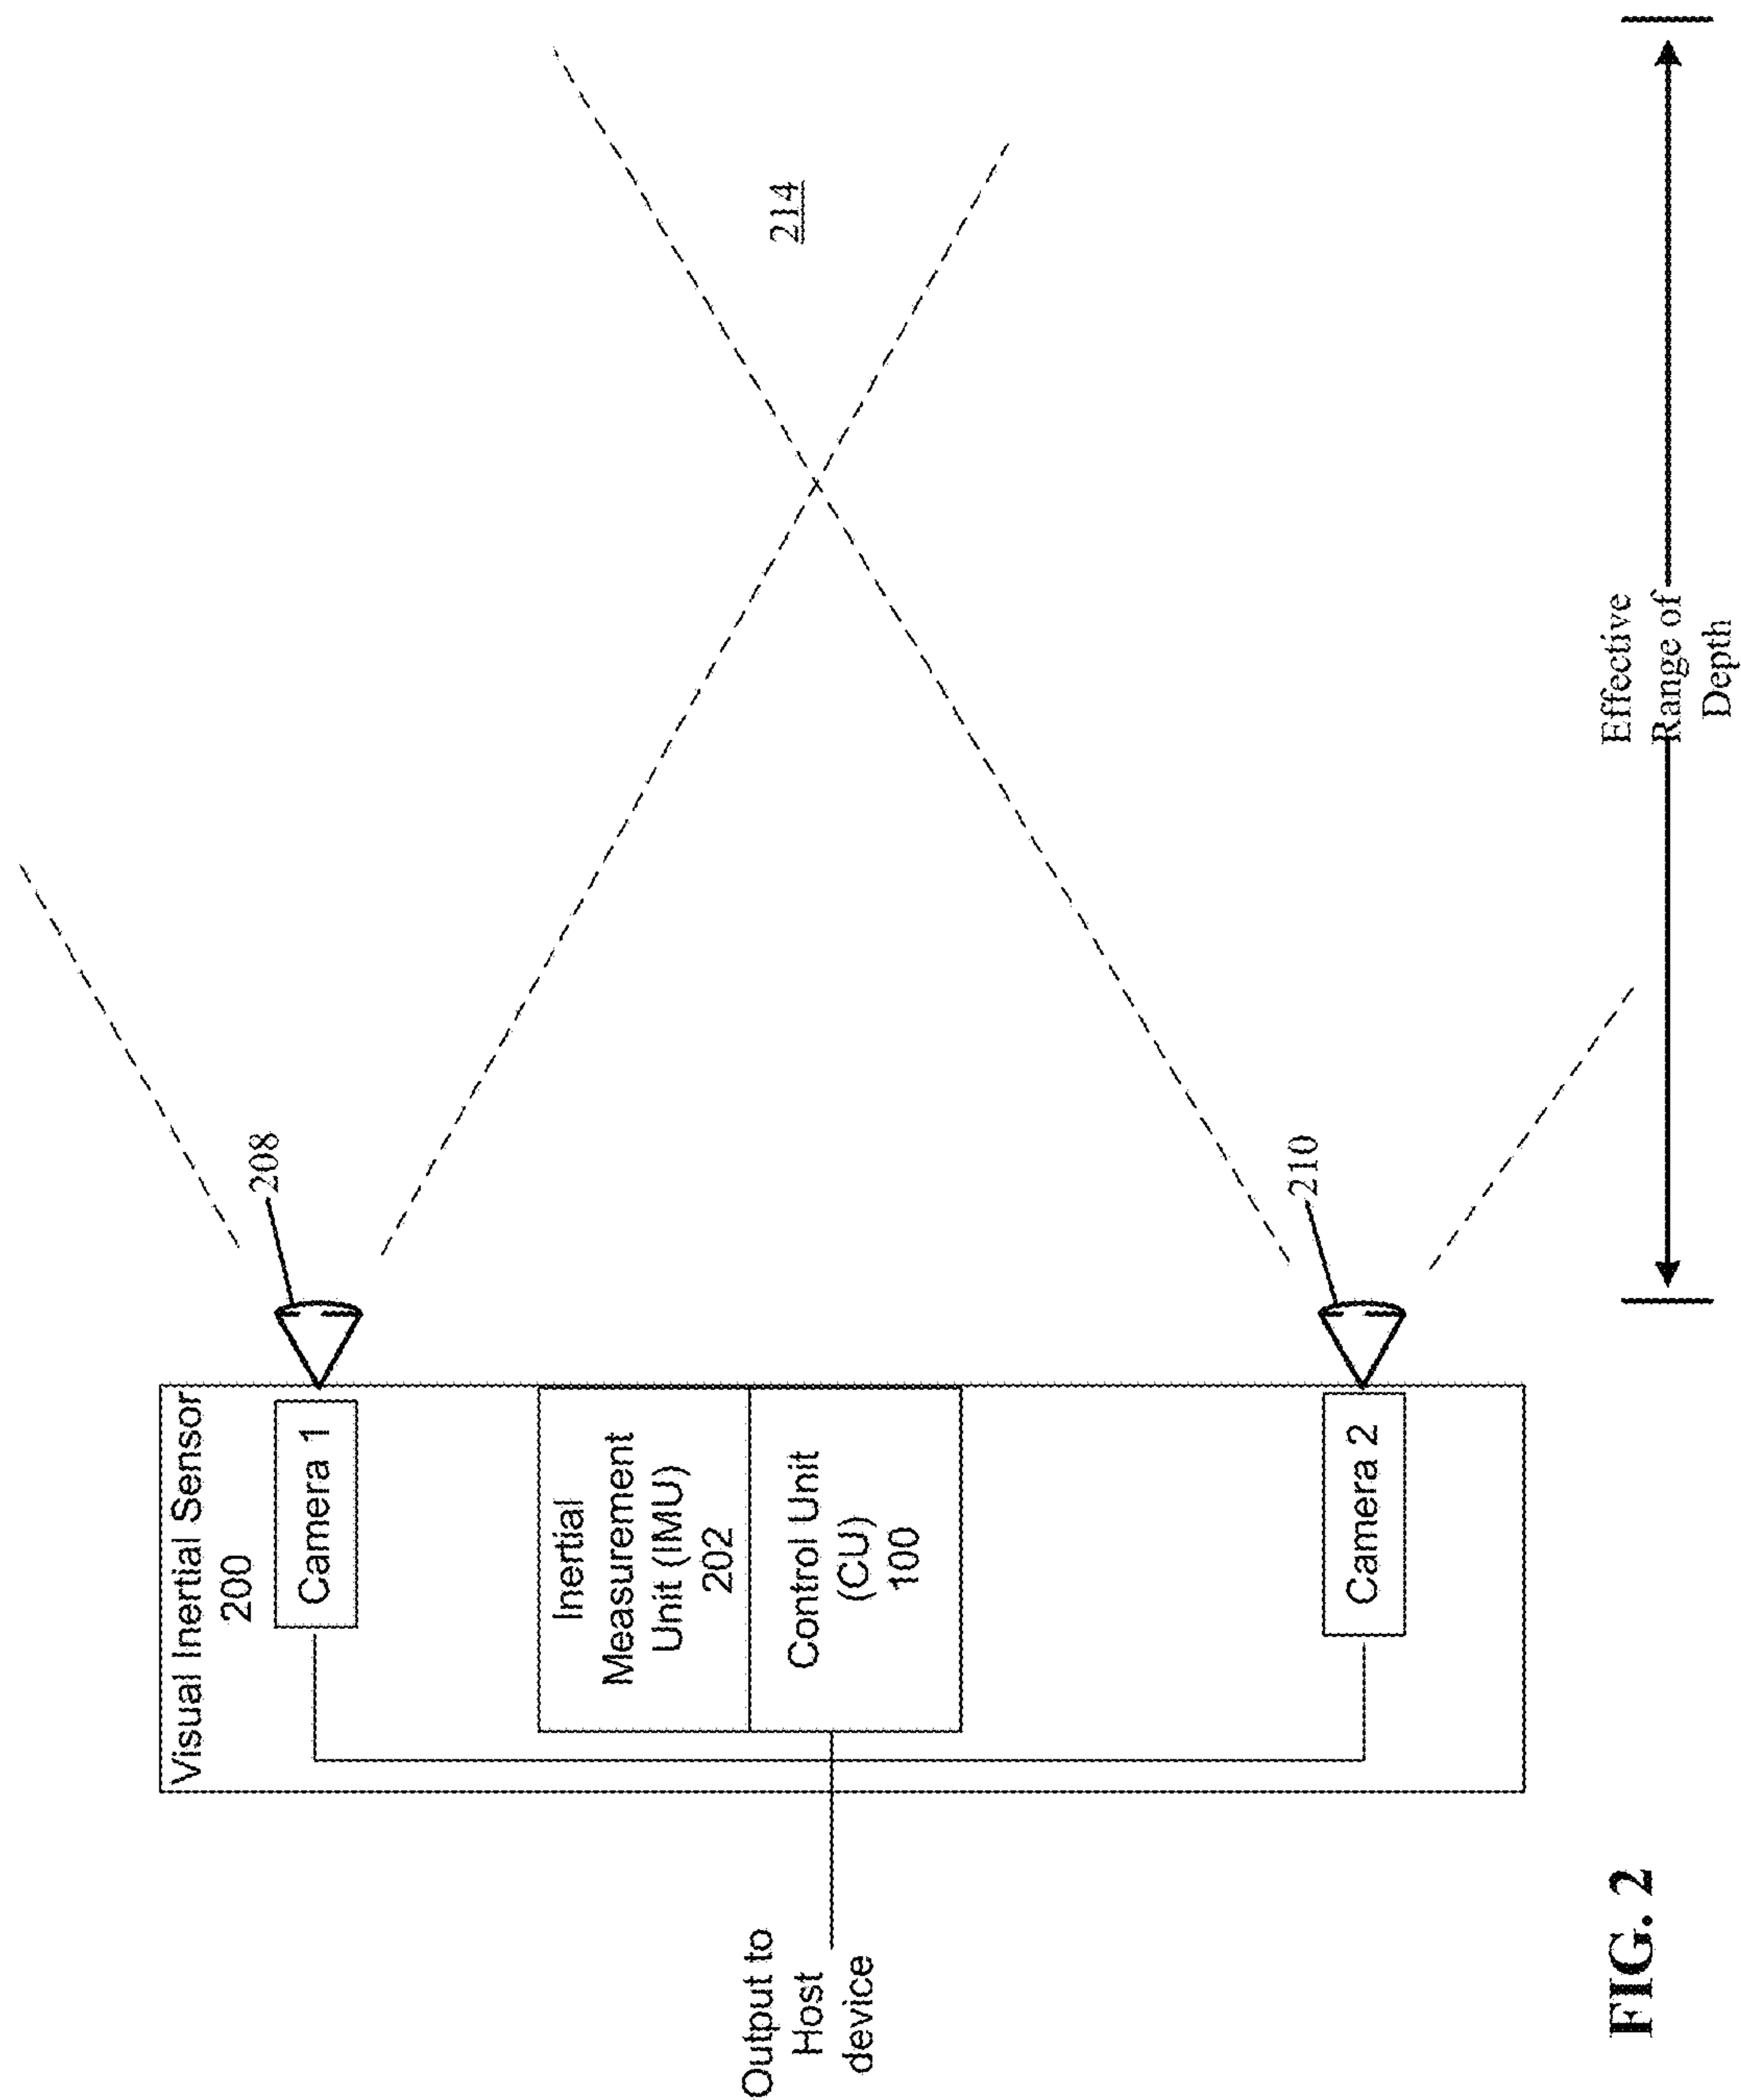 Visual Inertial Sensor
200
Camera 1
208
Inertial
Measurement
Unit (IMU)
202
Control Unit
(CU)
100
Output to
Host
device
214
Camera 2
210
Effective
Range of
Depth
FIG. 2